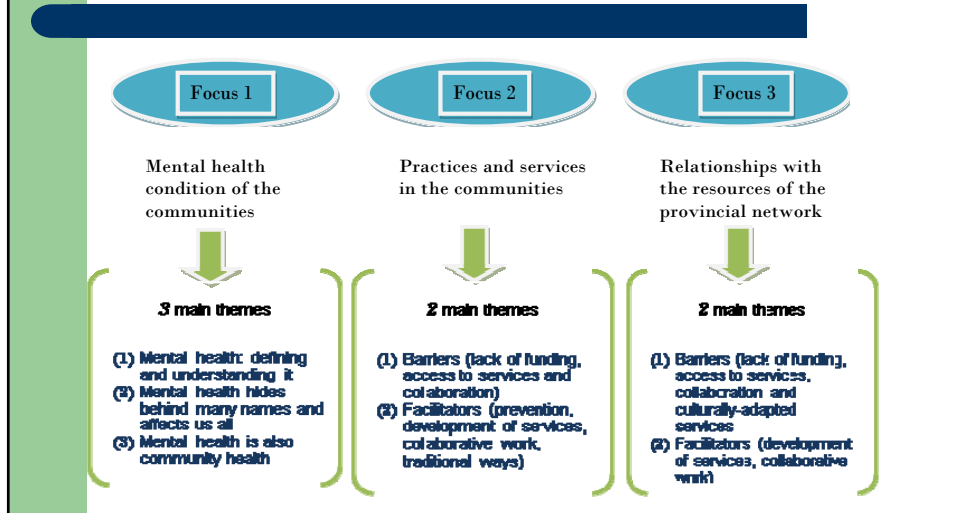 Focus 1
Mental health
condition of the
communities
3 main themes
(1) Mental health: defining
and understanding it
(2) Mental health hides
behind many names and
affects us all
(3) Mental health is also
community health
Focus 2
Practices and services
in the communities
2 main themes
(1) Barriers (lack of funding,
access to services and
collaboration)
(2) Facilitators (prevention,
development of services,
collaborative work,
traditional ways)
Focus 3
Relationships with
the resources of the
provincial network
2 main themes
(1) Barriers (lack of funding,
access to services,
collaboration and
culturally-adapted
services
(2) Facilitators (development
of services, collaborative
work)